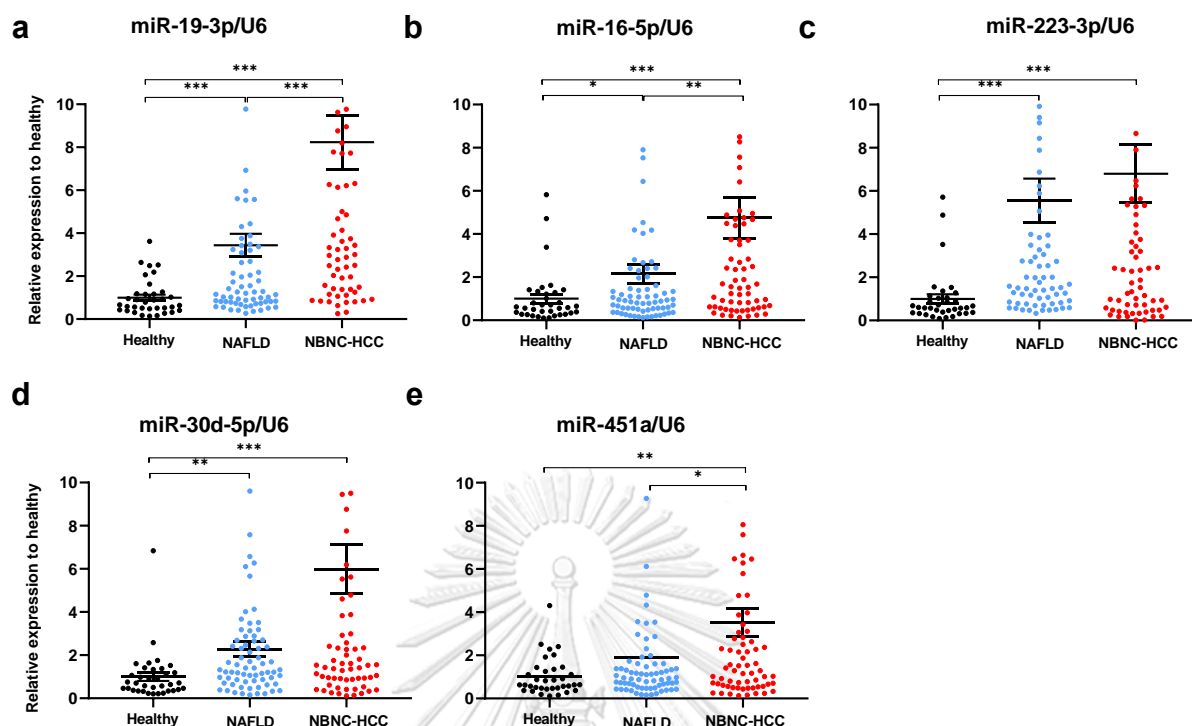 a
miR-19-3p/U6
***
***
***
Relative expression to healthy
10
8
6
4
2
0
Healthy
NAFLD
NBNC-HCC
b
miR-16-5p/U6
***
*
**
10
8
6
4
2
0
Healthy
NAFLD
NBNC-HCC
c
miR-223-3p/U6
***
***
10
8
6
4
2
0
Healthy
NAFLD
NBNC-HCC
d
miR-30d-5p/U6
***
**
Relative expression to healthy
10
8
6
4
2
0
Healthy
NAFLD
NBNC-HCC
e
miR-451a/U6
**
*
10
8
6
4
2
0
Healthy
NAFLD
NBNC-HCC